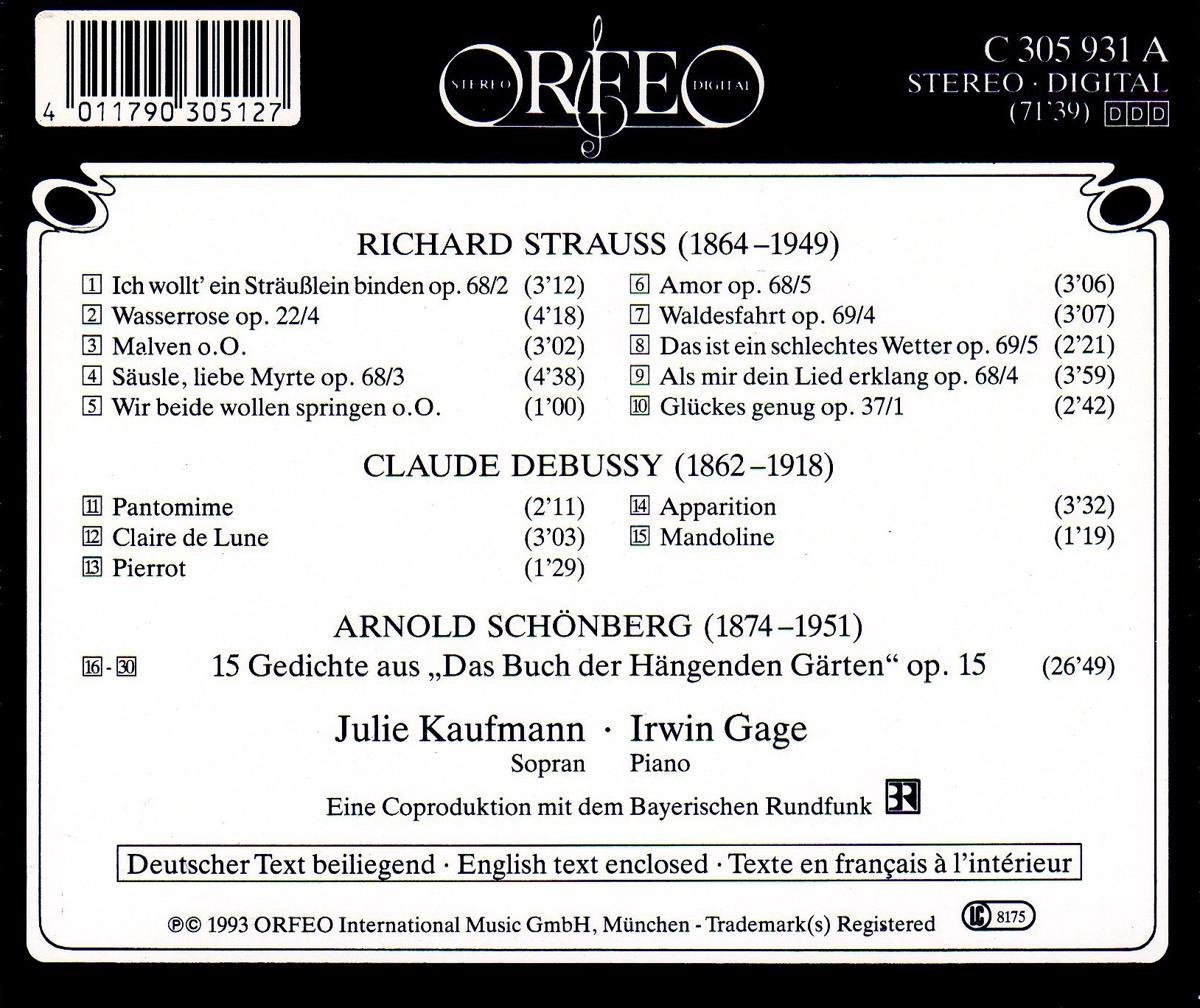 4 011790 305127
STEREO ORFEO DIGITAL
C 305 931 A
STEREO · DIGITAL
(71'39) DDD
RICHARD STRAUSS (1864–1949)
1 Ich wollt' ein Sträußlein binden op. 68/2 (3'12)
2 Wasserrose op. 22/4 (4'18)
3 Malven o.O. (3'02)
4 Säusle, liebe Myrte op. 68/3 (4'38)
5 Wir beide wollen springen o.O. (1'00)
6 Amor op. 68/5 (3'06)
7 Waldesfahrt op. 69/4 (3'07)
8 Das ist ein schlechtes Wetter op. 69/5 (2'21)
9 Als mir dein Lied erklang op. 68/4 (3'59)
10 Glückes genug op. 37/1 (2'42)
CLAUDE DEBUSSY (1862–1918)
11 Pantomime (2'11)
12 Claire de Lune (3'03)
13 Pierrot (1'29)
14 Apparition (3'32)
15 Mandoline (1'19)
ARNOLD SCHÖNBERG (1874–1951)
16 - 30 15 Gedichte aus „Das Buch der Hängenden Gärten“ op. 15 (26'49)
Julie Kaufmann · Irwin Gage
Sopran Piano
Eine Coproduktion mit dem Bayerischen Rundfunk BR
Deutscher Text beiliegend · English text enclosed · Texte en français à l'intérieur
℗© 1993 ORFEO International Music GmbH, München - Trademark(s) Registered LC 8175